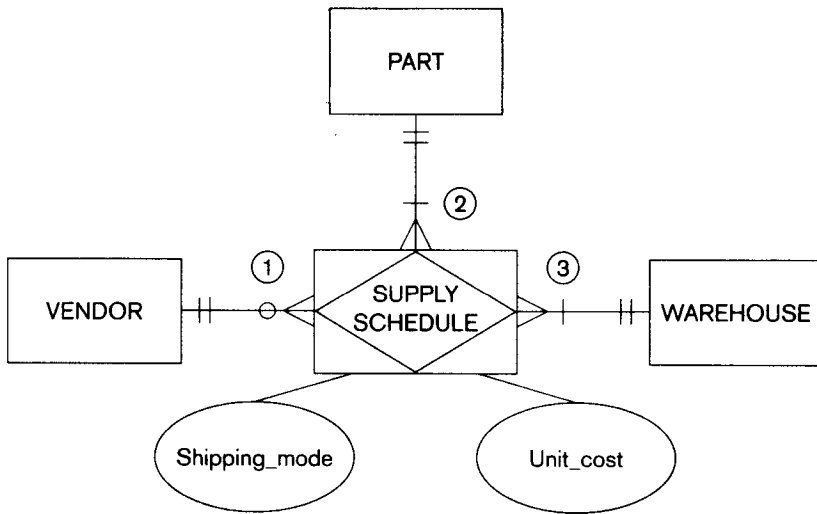 PART
2
1
3
VENDOR
SUPPLY
SCHEDULE
WAREHOUSE
Shipping_mode
Unit_cost